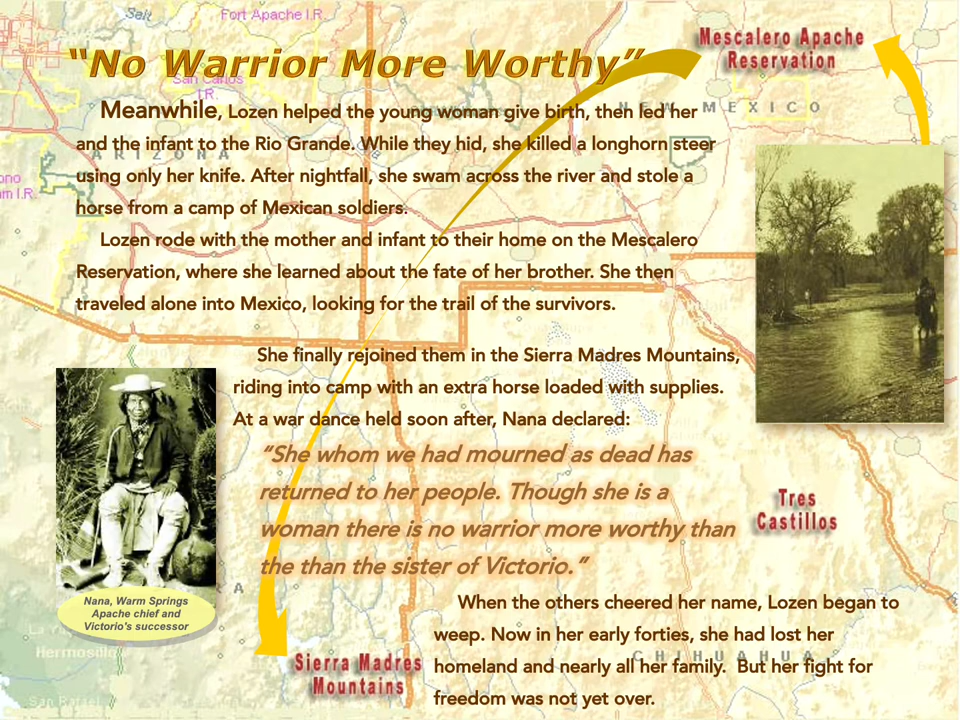 Salt
Fort Apache I.R.
Mescalero Apache
Reservation
“No Warrior More Worthy”
San Carlos
I.R.
NEW MEXICO
Meanwhile, Lozen helped the young woman give birth, then led her
and the infant to the Rio Grande. While they hid, she killed a longhorn steer
ARIZONA
using only her knife. After nightfall, she swam across the river and stole a
horse from a camp of Mexican soldiers.
Lozen rode with the mother and infant to their home on the Mescalero
Reservation, where she learned about the fate of her brother. She then
traveled alone into Mexico, looking for the trail of the survivors.
She finally rejoined them in the Sierra Madres Mountains,
riding into camp with an extra horse loaded with supplies.
At a war dance held soon after, Nana declared:
“She whom we had mourned as dead has
returned to her people. Though she is a
woman there is no warrior more worthy than
the than the sister of Victorio.”
Tres
Castillos
Nana, Warm Springs
Apache chief and
Victorio's successor
When the others cheered her name, Lozen began to
weep. Now in her early forties, she had lost her
homeland and nearly all her family. But her fight for
freedom was not yet over.
CHIHUAHUA
Hermosillo
Sierra Madres
Mountains